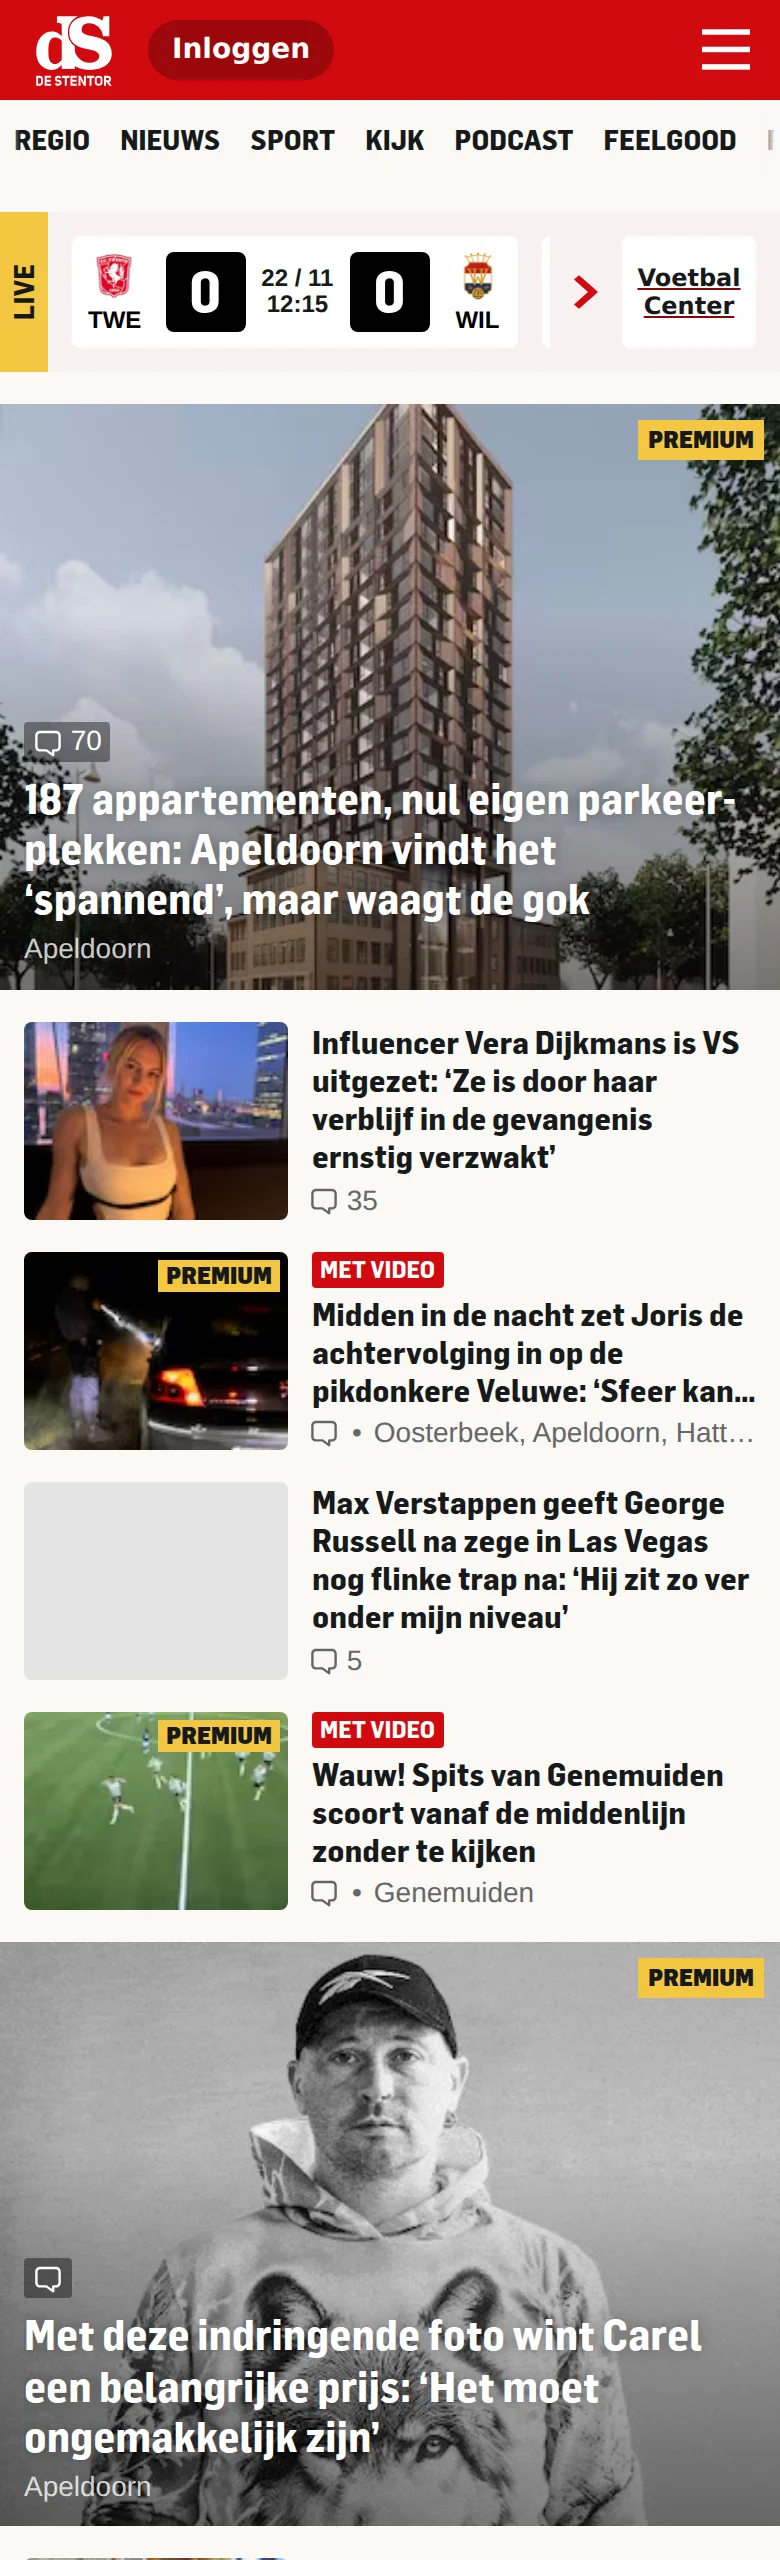 dS
DE STENTOR
Inloggen
REGIO NIEUWS SPORT KIJK PODCAST FEELGOOD
LIVE
TWE
0
22 / 11
12:15
0
WIL
Voetbal
Center
PREMIUM
70
187 appartementen, nul eigen parkeer-
plekken: Apeldoorn vindt het
‘spannend’, maar waagt de gok
Apeldoorn
Influencer Vera Dijkmans is VS
uitgezet: ‘Ze is door haar
verblijf in de gevangenis
ernstig verzwakt’
35
PREMIUM
MET VIDEO
Midden in de nacht zet Joris de
achtervolging in op de
pikdonkere Veluwe: ‘Sfeer kan...
• Oosterbeek, Apeldoorn, Hatt...
Max Verstappen geeft George
Russell na zege in Las Vegas
nog flinke trap na: ‘Hij zit zo ver
onder mijn niveau’
5
PREMIUM
MET VIDEO
Wauw! Spits van Genemuiden
scoort vanaf de middenlijn
zonder te kijken
• Genemuiden
PREMIUM
Met deze indringende foto wint Carel
een belangrijke prijs: ‘Het moet
ongemakkelijk zijn’
Apeldoorn